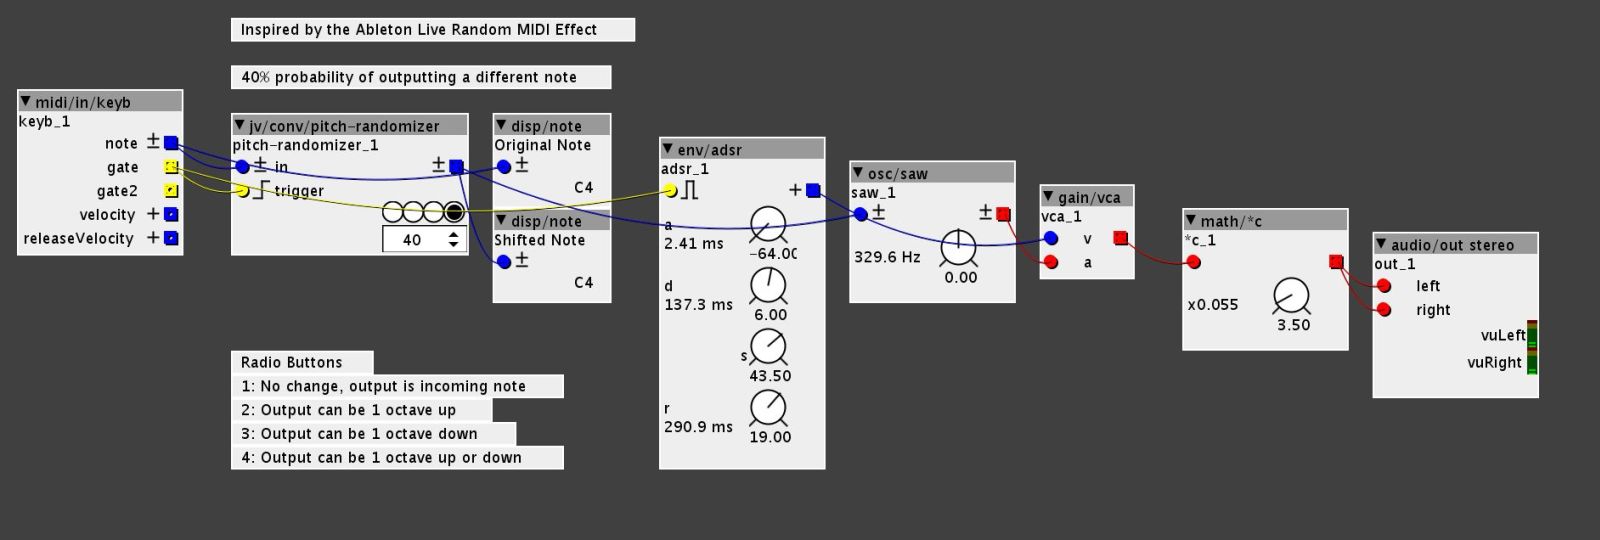 Inspired by the Ableton Live Random MIDI Effect
40% probability of outputting a different note
midi/in/keyb
keyb_1
note ±
gate
gate2
velocity +
releaseVelocity +
jv/conv/pitch-randomizer
pitch-randomizer_1
± in ±
trigger
40
disp/note
Original Note
±
C4
disp/note
Shifted Note
±
C4
Radio Buttons
1: No change, output is incoming note
2: Output can be 1 octave up
3: Output can be 1 octave down
4: Output can be 1 octave up or down
env/adsr
adsr_1
+
a
2.41 ms
-64.00
d
137.3 ms
6.00
s
43.50
r
290.9 ms
19.00
osc/saw
saw_1
± ±
329.6 Hz
0.00
gain/vca
vca_1
v
a
math/*c
*c_1
x0.055
3.50
audio/out stereo
out_1
left
right
vuLeft
vuRight